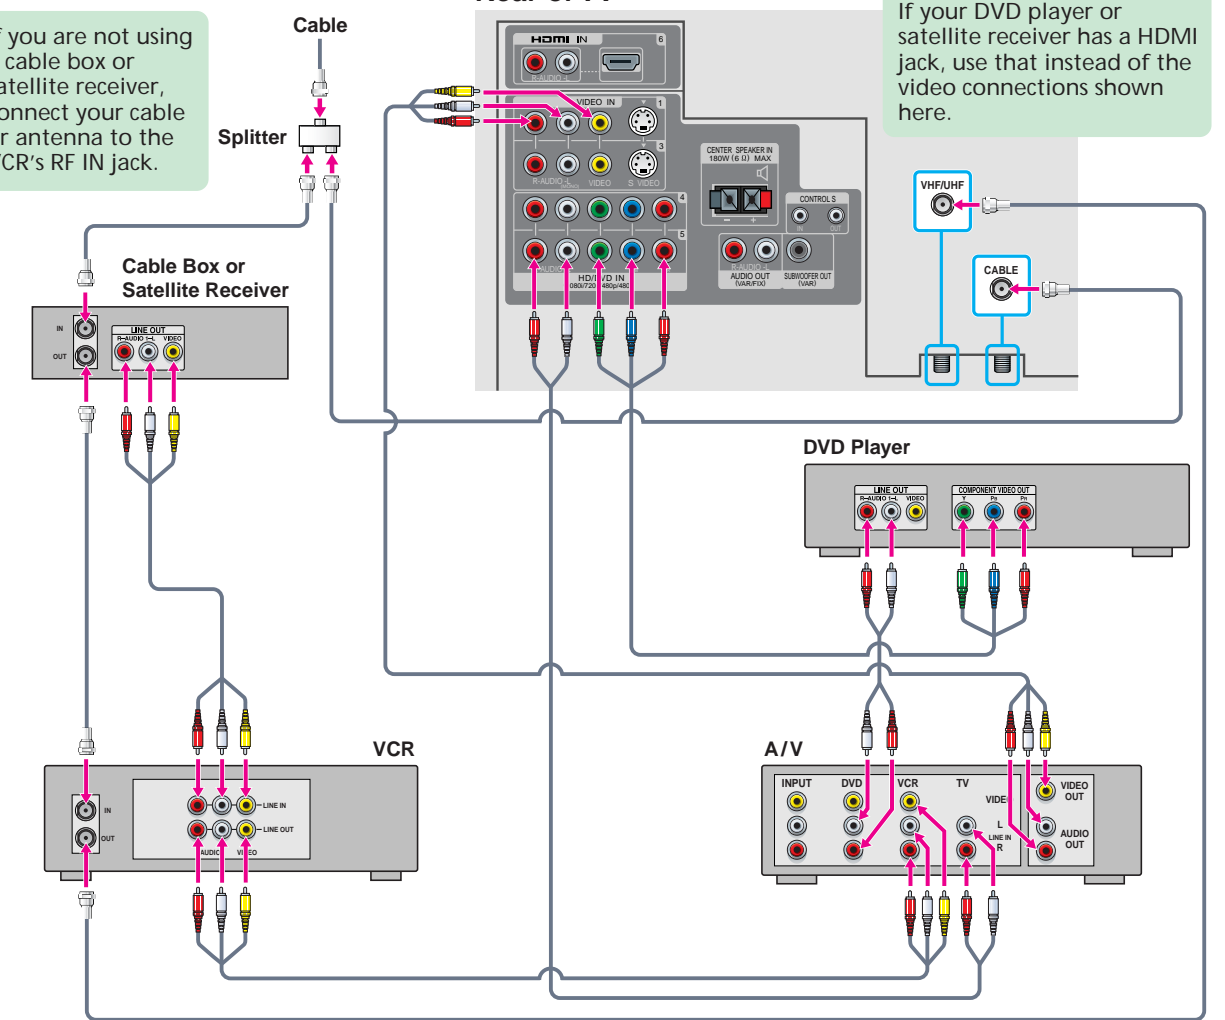 Cable
f you are not using
cable box or
atellite receiver,
onnect your cable
r antenna to the
CR's RF IN jack.
Splitter
If your DVD player or
satellite receiver has a HDMI
jack, use that instead of the
video connections shown
here.
HDMI IN
6
R-AUDIO-L
VIDEO IN
1
3
R-AUDIO-L
VIDEO
S VIDEO
4
5
HD/DVD IN
CENTER SPEAKER IN
180W (6 Ω) MAX
− +
CONTROL S
IN OUT
R-AUDIO-L
AUDIO OUT
(VAR/FIX)
SUBWOOFER OUT
(VAR)
VHF/UHF
CABLE
Cable Box or
Satellite Receiver
IN
OUT
LINE OUT
R–AUDIO–L VIDEO
DVD Player
LINE OUT
R–AUDIO–L VIDEO
COMPONENT VIDEO OUT
Y PB PR
VCR
IN
OUT
LINE IN
LINE OUT
AUDIO VIDEO
A/V
INPUT DVD VCR TV
VIDEO
L
LINE IN
R
VIDEO
OUT
AUDIO
OUT